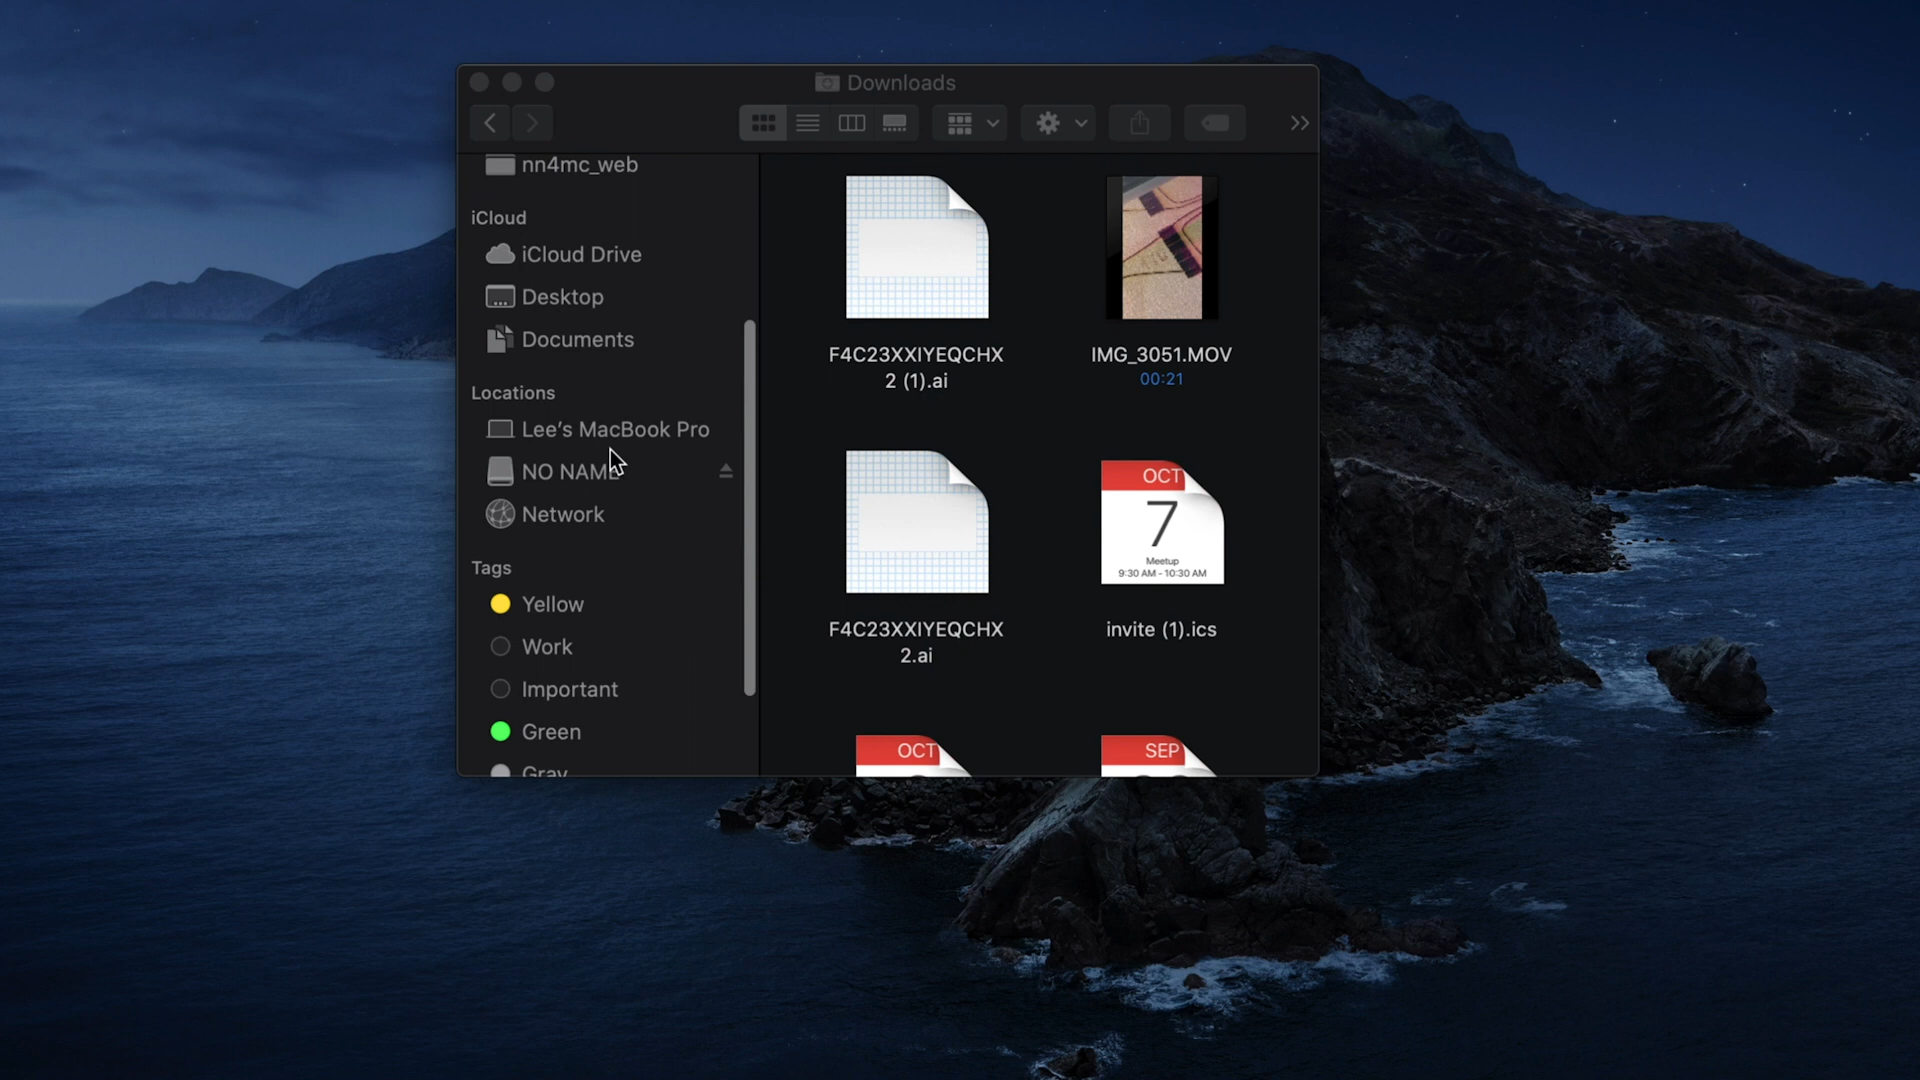 Downloads
nn4mc_web
iCloud
iCloud Drive
Desktop
Documents
Locations
Lee's MacBook Pro
NO NAME
Network
Tags
Yellow
Work
Important
Green
Gray
F4C23XXIYEQCHX
2 (1).ai
IMG_3051.MOV
00:21
F4C23XXIYEQCHX
2.ai
OCT
7
Meetup
9:30 AM - 10:30 AM
invite (1).ics
OCT
SEP